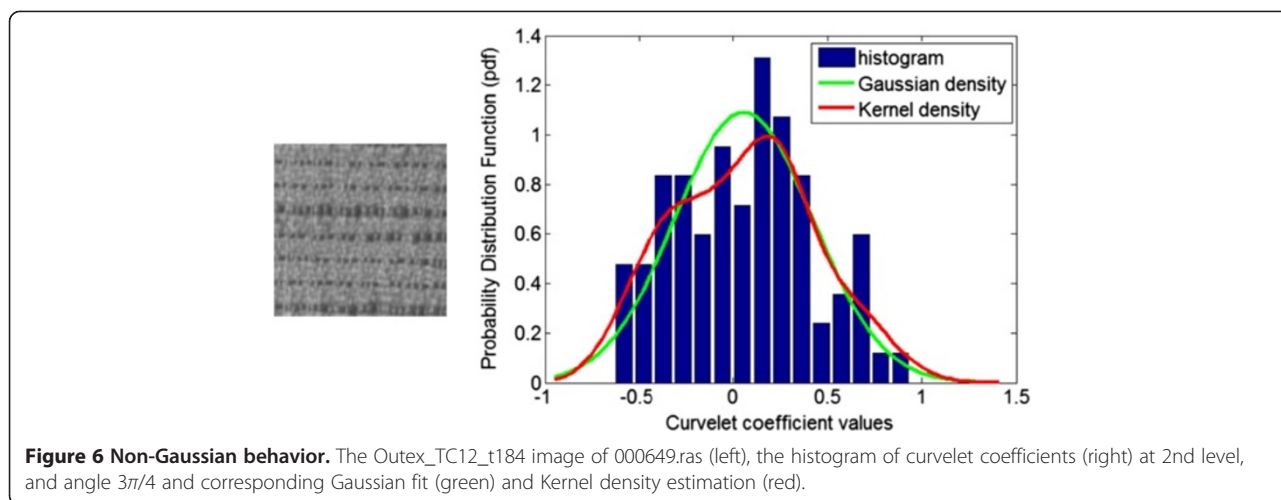 1.4
1.2
1
0.8
0.6
0.4
0.2
0
-1
-0.5
0
0.5
1
1.5
Probability Distribution Function (pdf)
Curvelet coefficient values
histogram
Gaussian density
Kernel density
Figure 6 Non-Gaussian behavior. The Outex_TC12_t184 image of 000649.ras (left), the histogram of curvelet coefficients (right) at 2nd level,
and angle 3π/4 and corresponding Gaussian fit (green) and Kernel density estimation (red).